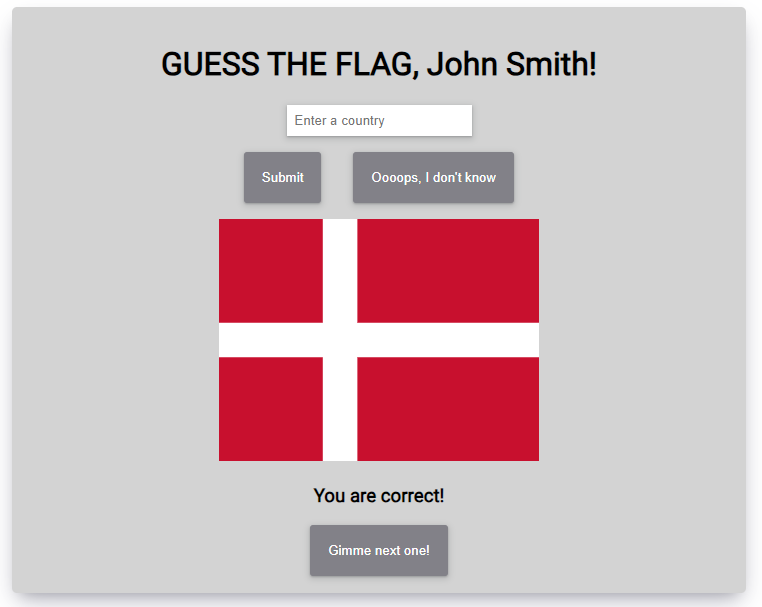 GUESS THE FLAG, John Smith!
Enter a country
Submit Oooops, I don't know
You are correct!
Gimme next one!